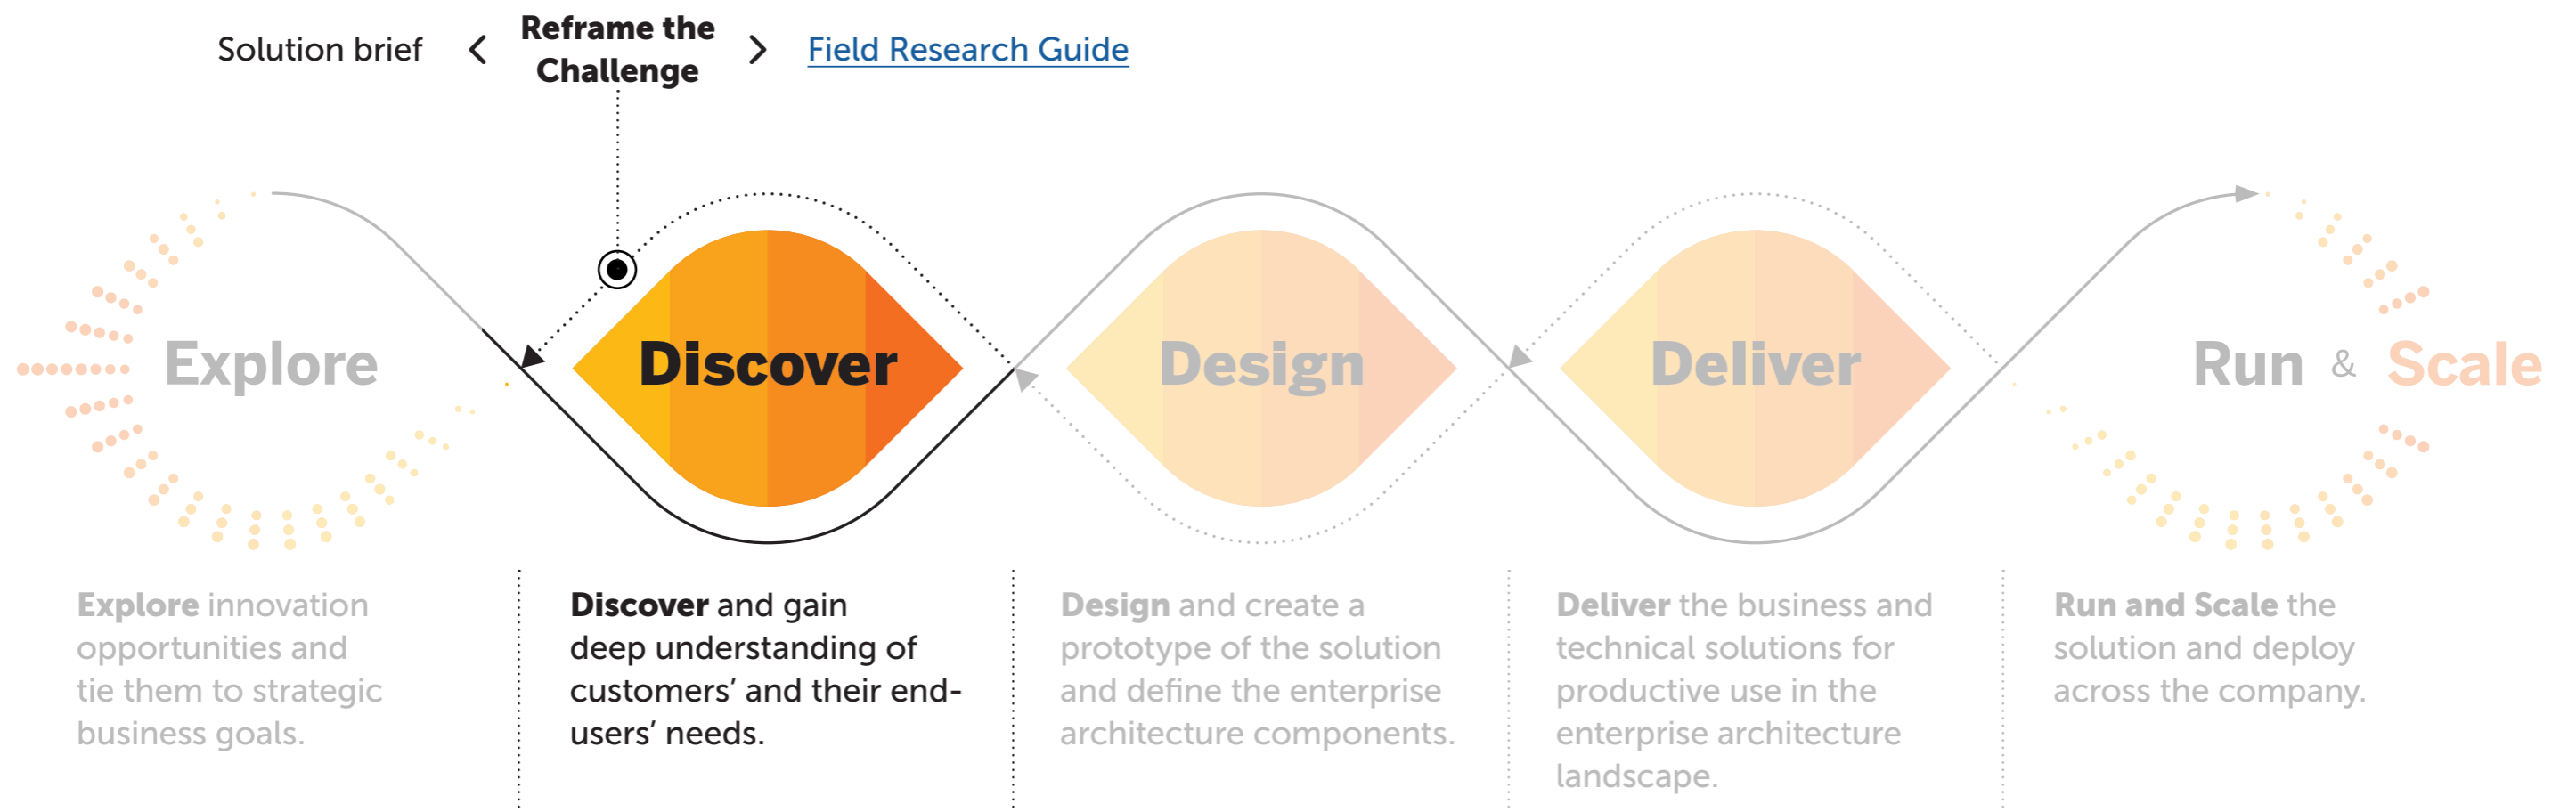 Solution brief < Reframe the Challenge > Field Research Guide
Explore
Discover
Design
Deliver
Run & Scale
Explore innovation
opportunities and
tie them to strategic
business goals.
Discover and gain
deep understanding of
customers’ and their end-
users’ needs.
Design and create a
prototype of the solution
and define the enterprise
architecture components.
Deliver the business and
technical solutions for
productive use in the
enterprise architecture
landscape.
Run and Scale the
solution and deploy
across the company.